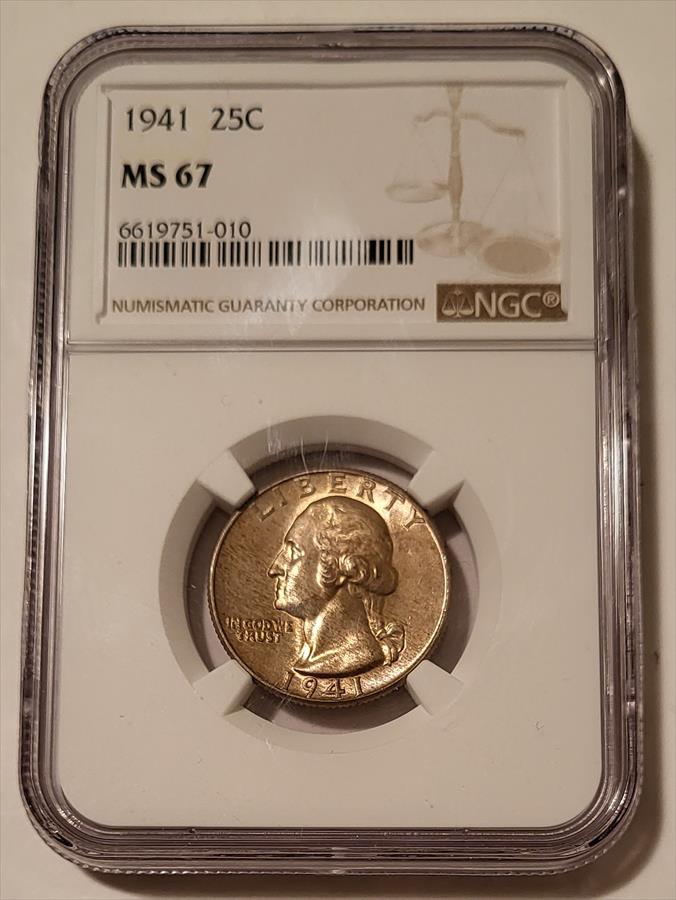 1941 25C
MS 67
6619751-010
NUMISMATIC GUARANTY CORPORATION NGC®
LIBERTY
IN GOD WE
TRUST
1941